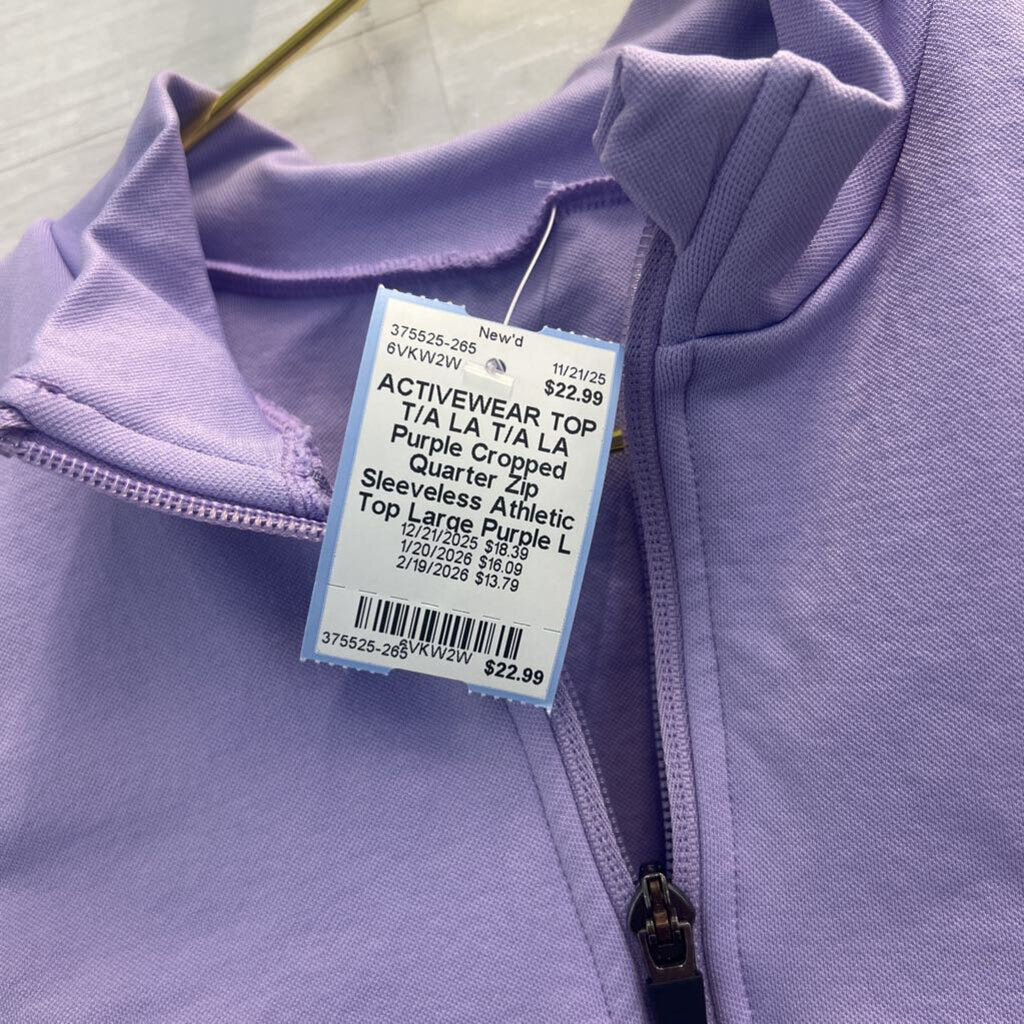 New'd
375525-265
6VKW2W
11/21/25
$22.99
ACTIVEWEAR TOP
T/A LA T/A LA
Purple Cropped
Quarter Zip
Sleeveless Athletic
Top Large Purple L
12/21/2025 $18.39
1/20/2026 $16.09
2/19/2026 $13.79
375525-265
6VKW2W
$22.99